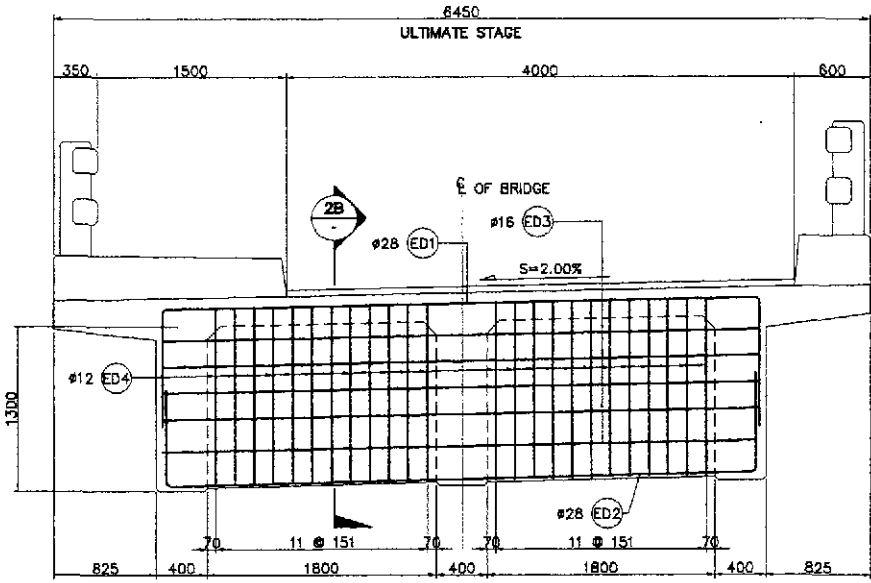 6450
ULTIMATE STAGE
350 1500 4000 600
℄ OF BRIDGE
2B
-
ø16 ED3
ø28 ED1
S=2.00%
ø12 ED4
1300
ø28 ED2
70 11 @ 151 70 70 11 @ 151 70
825 400 1800 400 1800 400 825